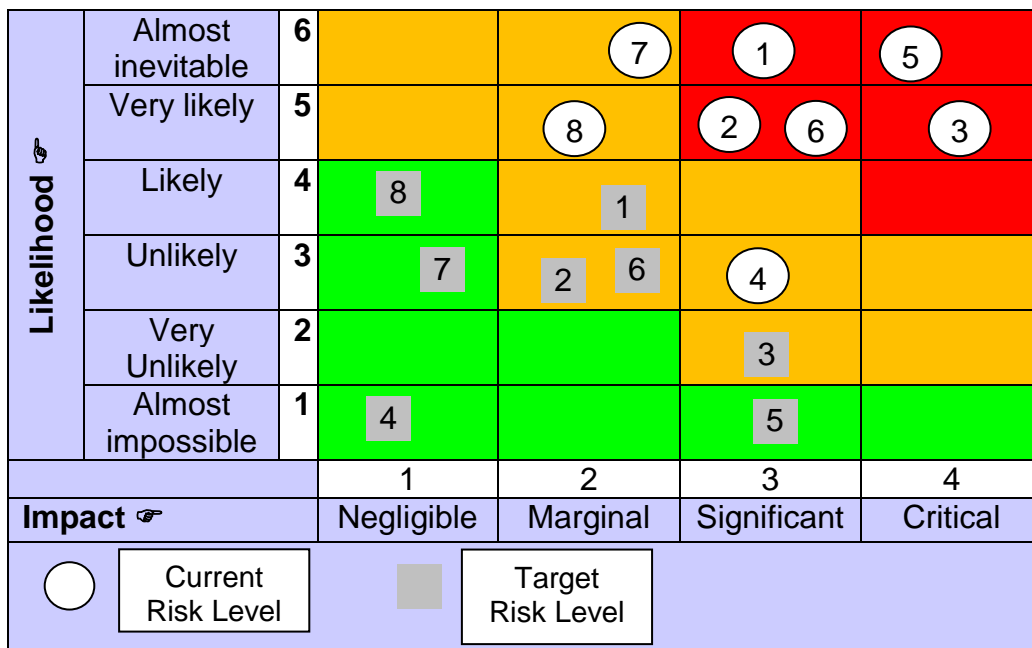 Likelihood ☝
Almost inevitable 6 7 1 5
Very likely 5 8 2 6 3
Likely 4 8 1
Unlikely 3 7 2 6 4
Very Unlikely 2 3
Almost impossible 1 4 5
1 2 3 4
Impact ☞ Negligible Marginal Significant Critical
Current Risk Level
Target Risk Level